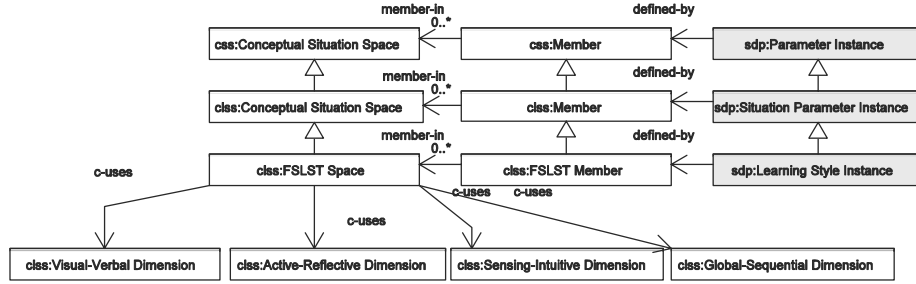 member-in
defined-by
0..*
css:Conceptual Situation Space
css:Member
sdp:Parameter Instance
member-in
defined-by
0..*
clss:Conceptual Situation Space
clss:Member
sdp:Situation Parameter Instance
member-in
defined-by
0..*
clss:FSLST Space
clss:FSLST Member
sdp:Learning Style Instance
c-uses
c-uses
c-uses
c-uses
clss:Visual-Verbal Dimension
clss:Active-Reflective Dimension
clss:Sensing-Intuitive Dimension
clss:Global-Sequential Dimension